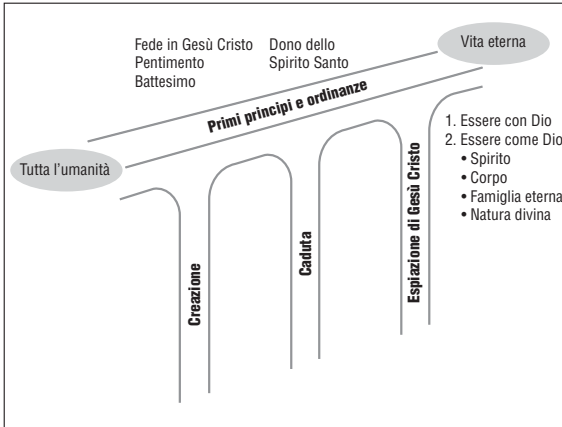 Fede in Gesù Cristo
Pentimento
Battesimo
Dono dello
Spirito Santo
Vita eterna
Primi principi e ordinanze
Tutta l'umanità
1. Essere con Dio
2. Essere come Dio
• Spirito
• Corpo
• Famiglia eterna
• Natura divina
Creazione
Caduta
Espiazione di Gesù Cristo